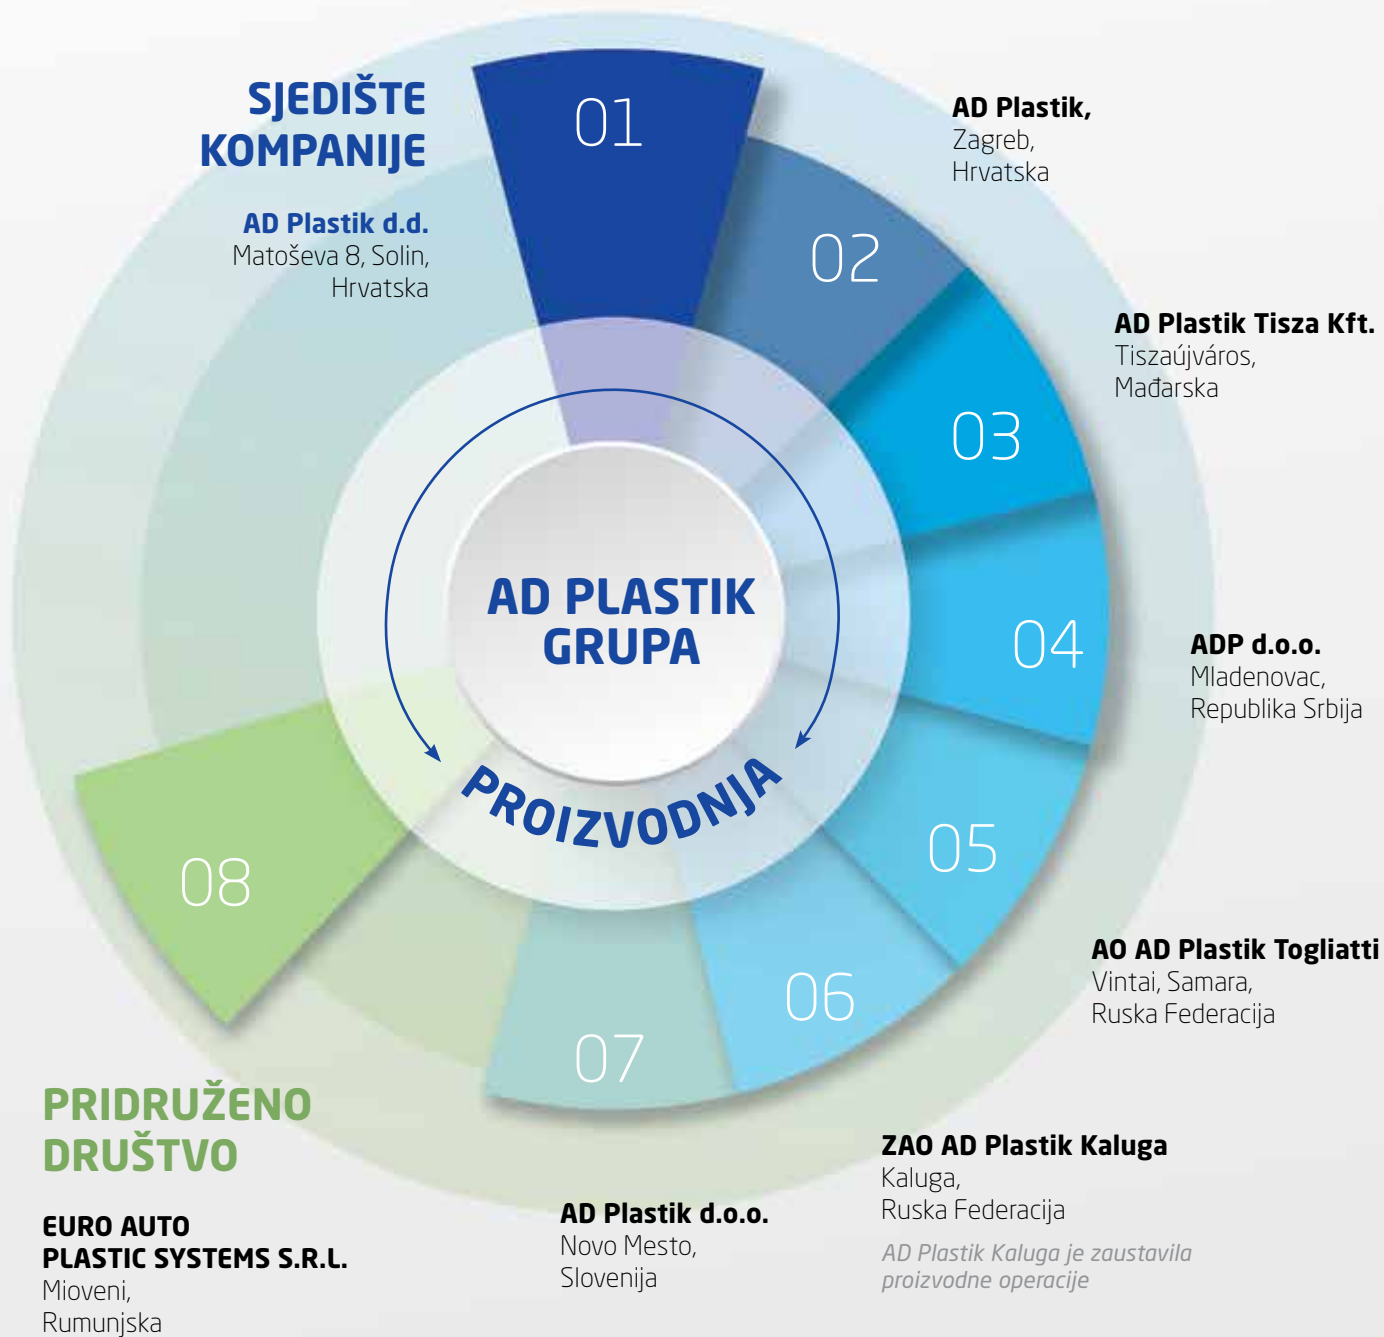 SJEDIŠTE
KOMPANIJE
AD Plastik d.d.
Matoševa 8, Solin,
Hrvatska
01
AD Plastik,
Zagreb,
Hrvatska
02
AD Plastik Tisza Kft.
Tiszaújváros,
Mađarska
03
ADP d.o.o.
Mladenovac,
Republika Srbija
04
AO AD Plastik Togliatti
Vintai, Samara,
Ruska Federacija
05
ZAO AD Plastik Kaluga
Kaluga,
Ruska Federacija
AD Plastik Kaluga je zaustavila
proizvodne operacije
06
AD Plastik d.o.o.
Novo Mesto,
Slovenija
07
PRIDRUŽENO
DRUŠTVO
EURO AUTO
PLASTIC SYSTEMS S.R.L.
Mioveni,
Rumunjska
08
AD PLASTIK
GRUPA
PROIZVODNJA